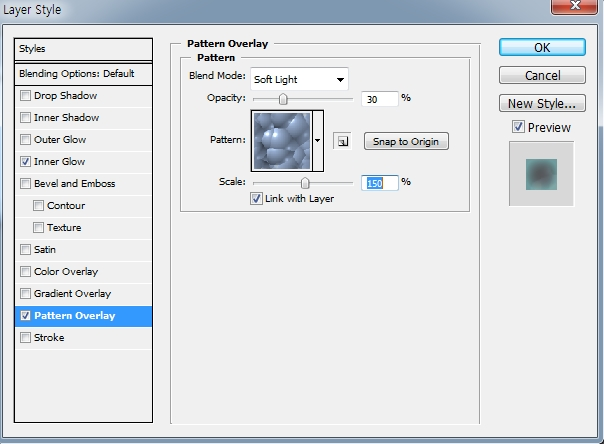 Layer Style
Styles
Blending Options: Default
Drop Shadow
Inner Shadow
Outer Glow
Inner Glow
Bevel and Emboss
Contour
Texture
Satin
Color Overlay
Gradient Overlay
Pattern Overlay
Stroke
Pattern Overlay
Pattern
Blend Mode: Soft Light
Opacity: 30 %
Pattern: Snap to Origin
Scale: 150 %
Link with Layer
OK
Cancel
New Style...
Preview